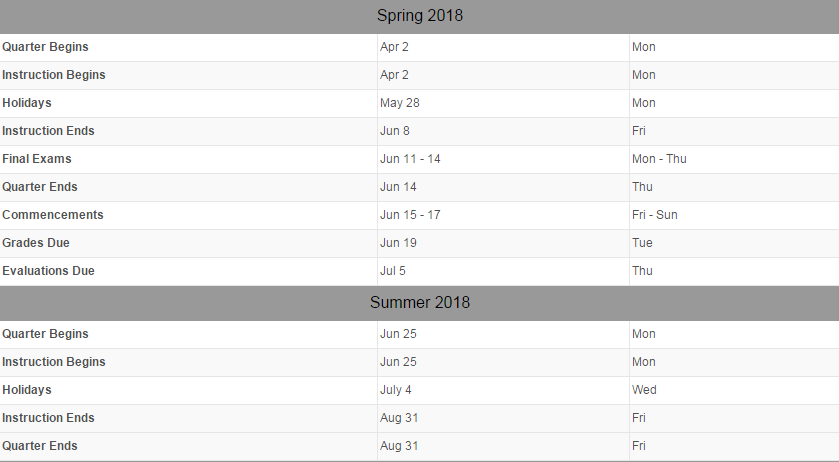 Spring 2018
Quarter Begins Apr 2 Mon
Instruction Begins Apr 2 Mon
Holidays May 28 Mon
Instruction Ends Jun 8 Fri
Final Exams Jun 11 - 14 Mon - Thu
Quarter Ends Jun 14 Thu
Commencements Jun 15 - 17 Fri - Sun
Grades Due Jun 19 Tue
Evaluations Due Jul 5 Thu
Summer 2018
Quarter Begins Jun 25 Mon
Instruction Begins Jun 25 Mon
Holidays July 4 Wed
Instruction Ends Aug 31 Fri
Quarter Ends Aug 31 Fri